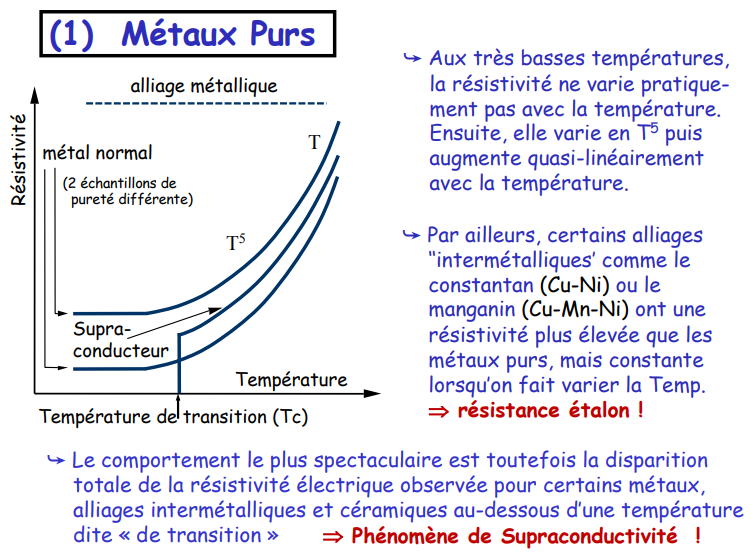 (1) Métaux Purs
alliage métallique
Résistivité
métal normal
(2 échantillons de
pureté différente)
T
T⁵
Supra-
conducteur
Température
Température de transition (Tc)
⤷ Aux très basses températures,
la résistivité ne varie pratique-
ment pas avec la température.
Ensuite, elle varie en T⁵ puis
augmente quasi-linéairement
avec la température.
⤷ Par ailleurs, certains alliages
"intermétalliques' comme le
constantan (Cu-Ni) ou le
manganin (Cu-Mn-Ni) ont une
résistivité plus élevée que les
métaux purs, mais constante
lorsqu'on fait varier la Temp.
⇒ résistance étalon !
⤷ Le comportement le plus spectaculaire est toutefois la disparition
totale de la résistivité électrique observée pour certains métaux,
alliages intermétalliques et céramiques au-dessous d'une température
dite « de transition » ⇒ Phénomène de Supraconductivité !